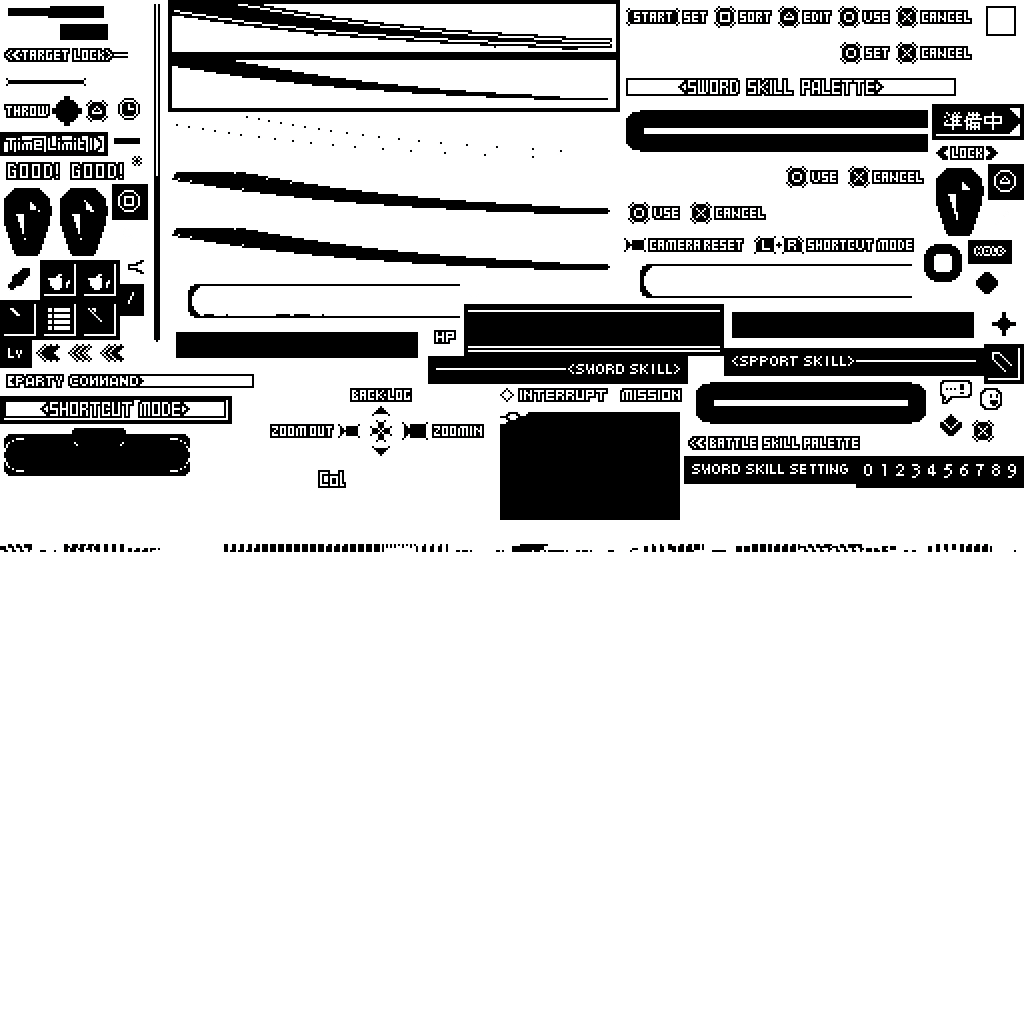 START SET SORT EDIT USE CANCEL
<<TARGET LOCK>>
SET CANCEL
<SWORD SKILL PALETTE>
THROW
準備中
Time Limit
<LOCK>
GOOD! GOOD!
USE CANCEL
USE CANCEL
CAMERA RESET L+R SHORTCUT MODE
HOLD
HP
Lv
<SWORD SKILL>
<SPPORT SKILL>
PARTY COMMAND>
BACKLOG
INTERRUPT MISSION
<SHORTCUT MODE>
ZOOM OUT ZOOM IN
BATTLE SKILL PALETTE
SWORD SKILL SETTING 0 1 2 3 4 5 6 7 8 9
Col